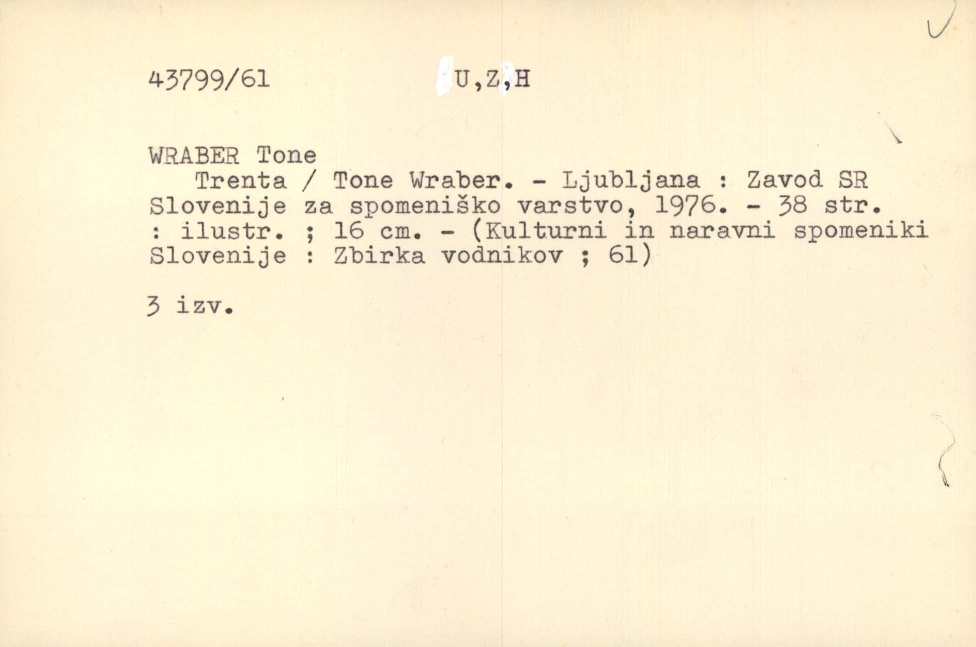 43799/61 U,Z,H
WRABER Tone
Trenta / Tone Wraber. - Ljubljana : Zavod SR
Slovenije za spomeniško varstvo, 1976. - 38 str.
: ilustr. ; 16 cm. - (Kulturni in naravni spomeniki
Slovenije : Zbirka vodnikov ; 61)
3 izv.